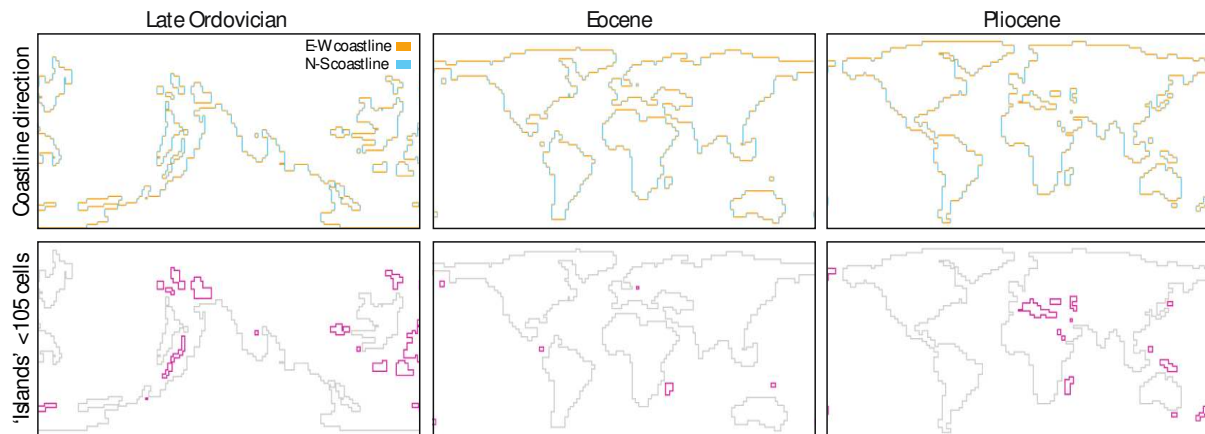 Late Ordovician
Eocene
Pliocene
Coastline direction
E-W coastline
N-S coastline
'Islands' <105 cells